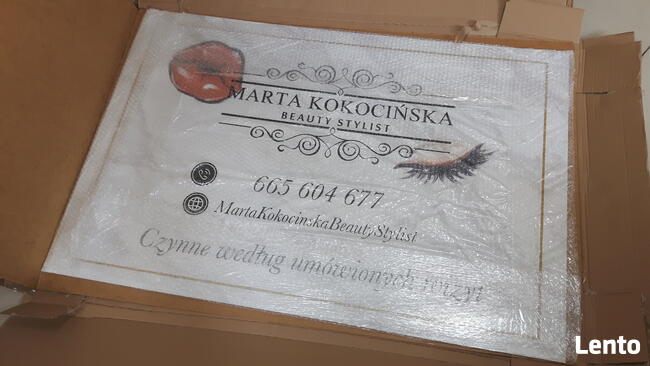 MARTA KOKOCIŃSKA
BEAUTY STYLIST
665 604 677
MartaKokocinskaBeautyStylist
Czynne według umówionych wizyt
Lento